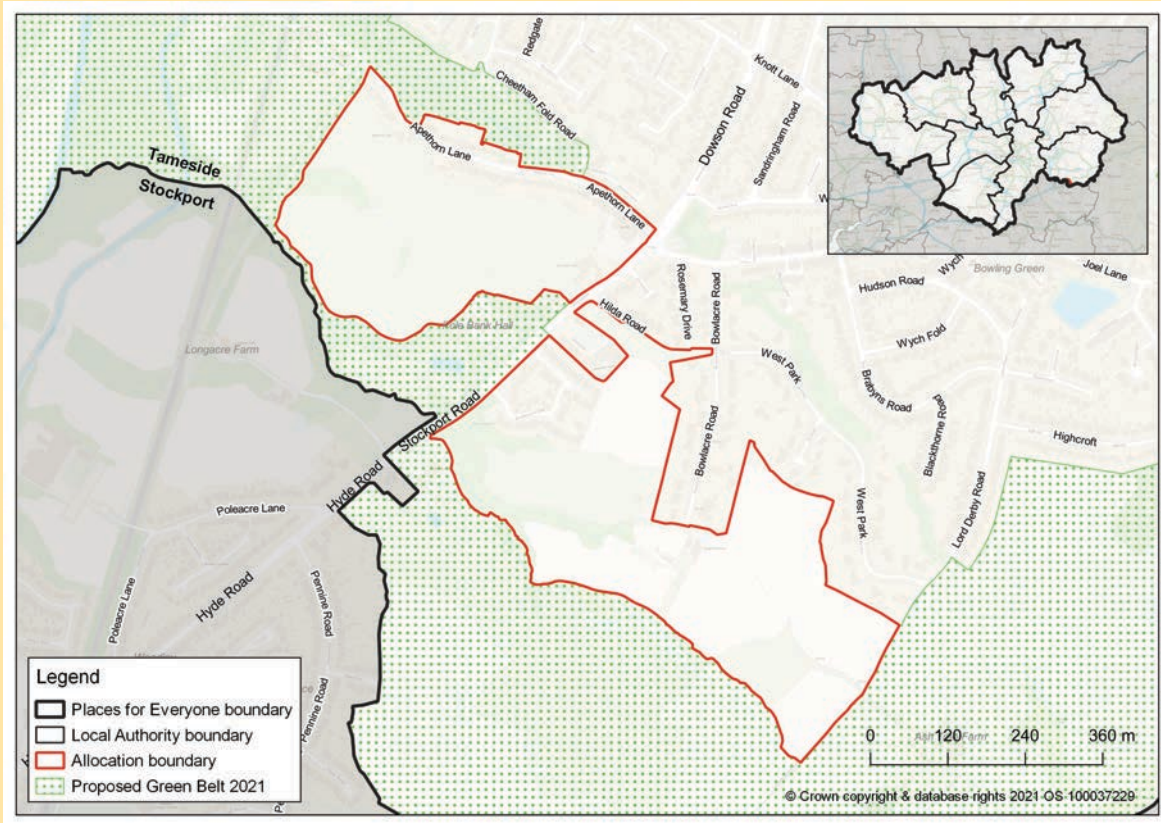 Redgate
Knott Lane
Cheetham Fold Road
Dowson Road
Sandringham Road
Apethorn Lane
Tameside
Stockport
Apethorn Lane
W
Wych
Bowling Green
Joel Lane
Hudson Road
Rosemary Drive
Bowlacre Road
Hilda Road
Pole Bank Hall
Longacre Farm
Wych Fold
West Park
Brabyns Road
Stockport Road
Blackthorne Road
Bowlacre Road
Highcroft
Hyde Road
Poleacre Lane
West Park
Lord Derby Road
Hyde Road
Pennine Road
Poleacre Lane
Pennine Road
Legend
Places for Everyone boundary
Local Authority boundary
Allocation boundary
Proposed Green Belt 2021
0 120 240 360 m
© Crown copyright & database rights 2021 OS 100037229